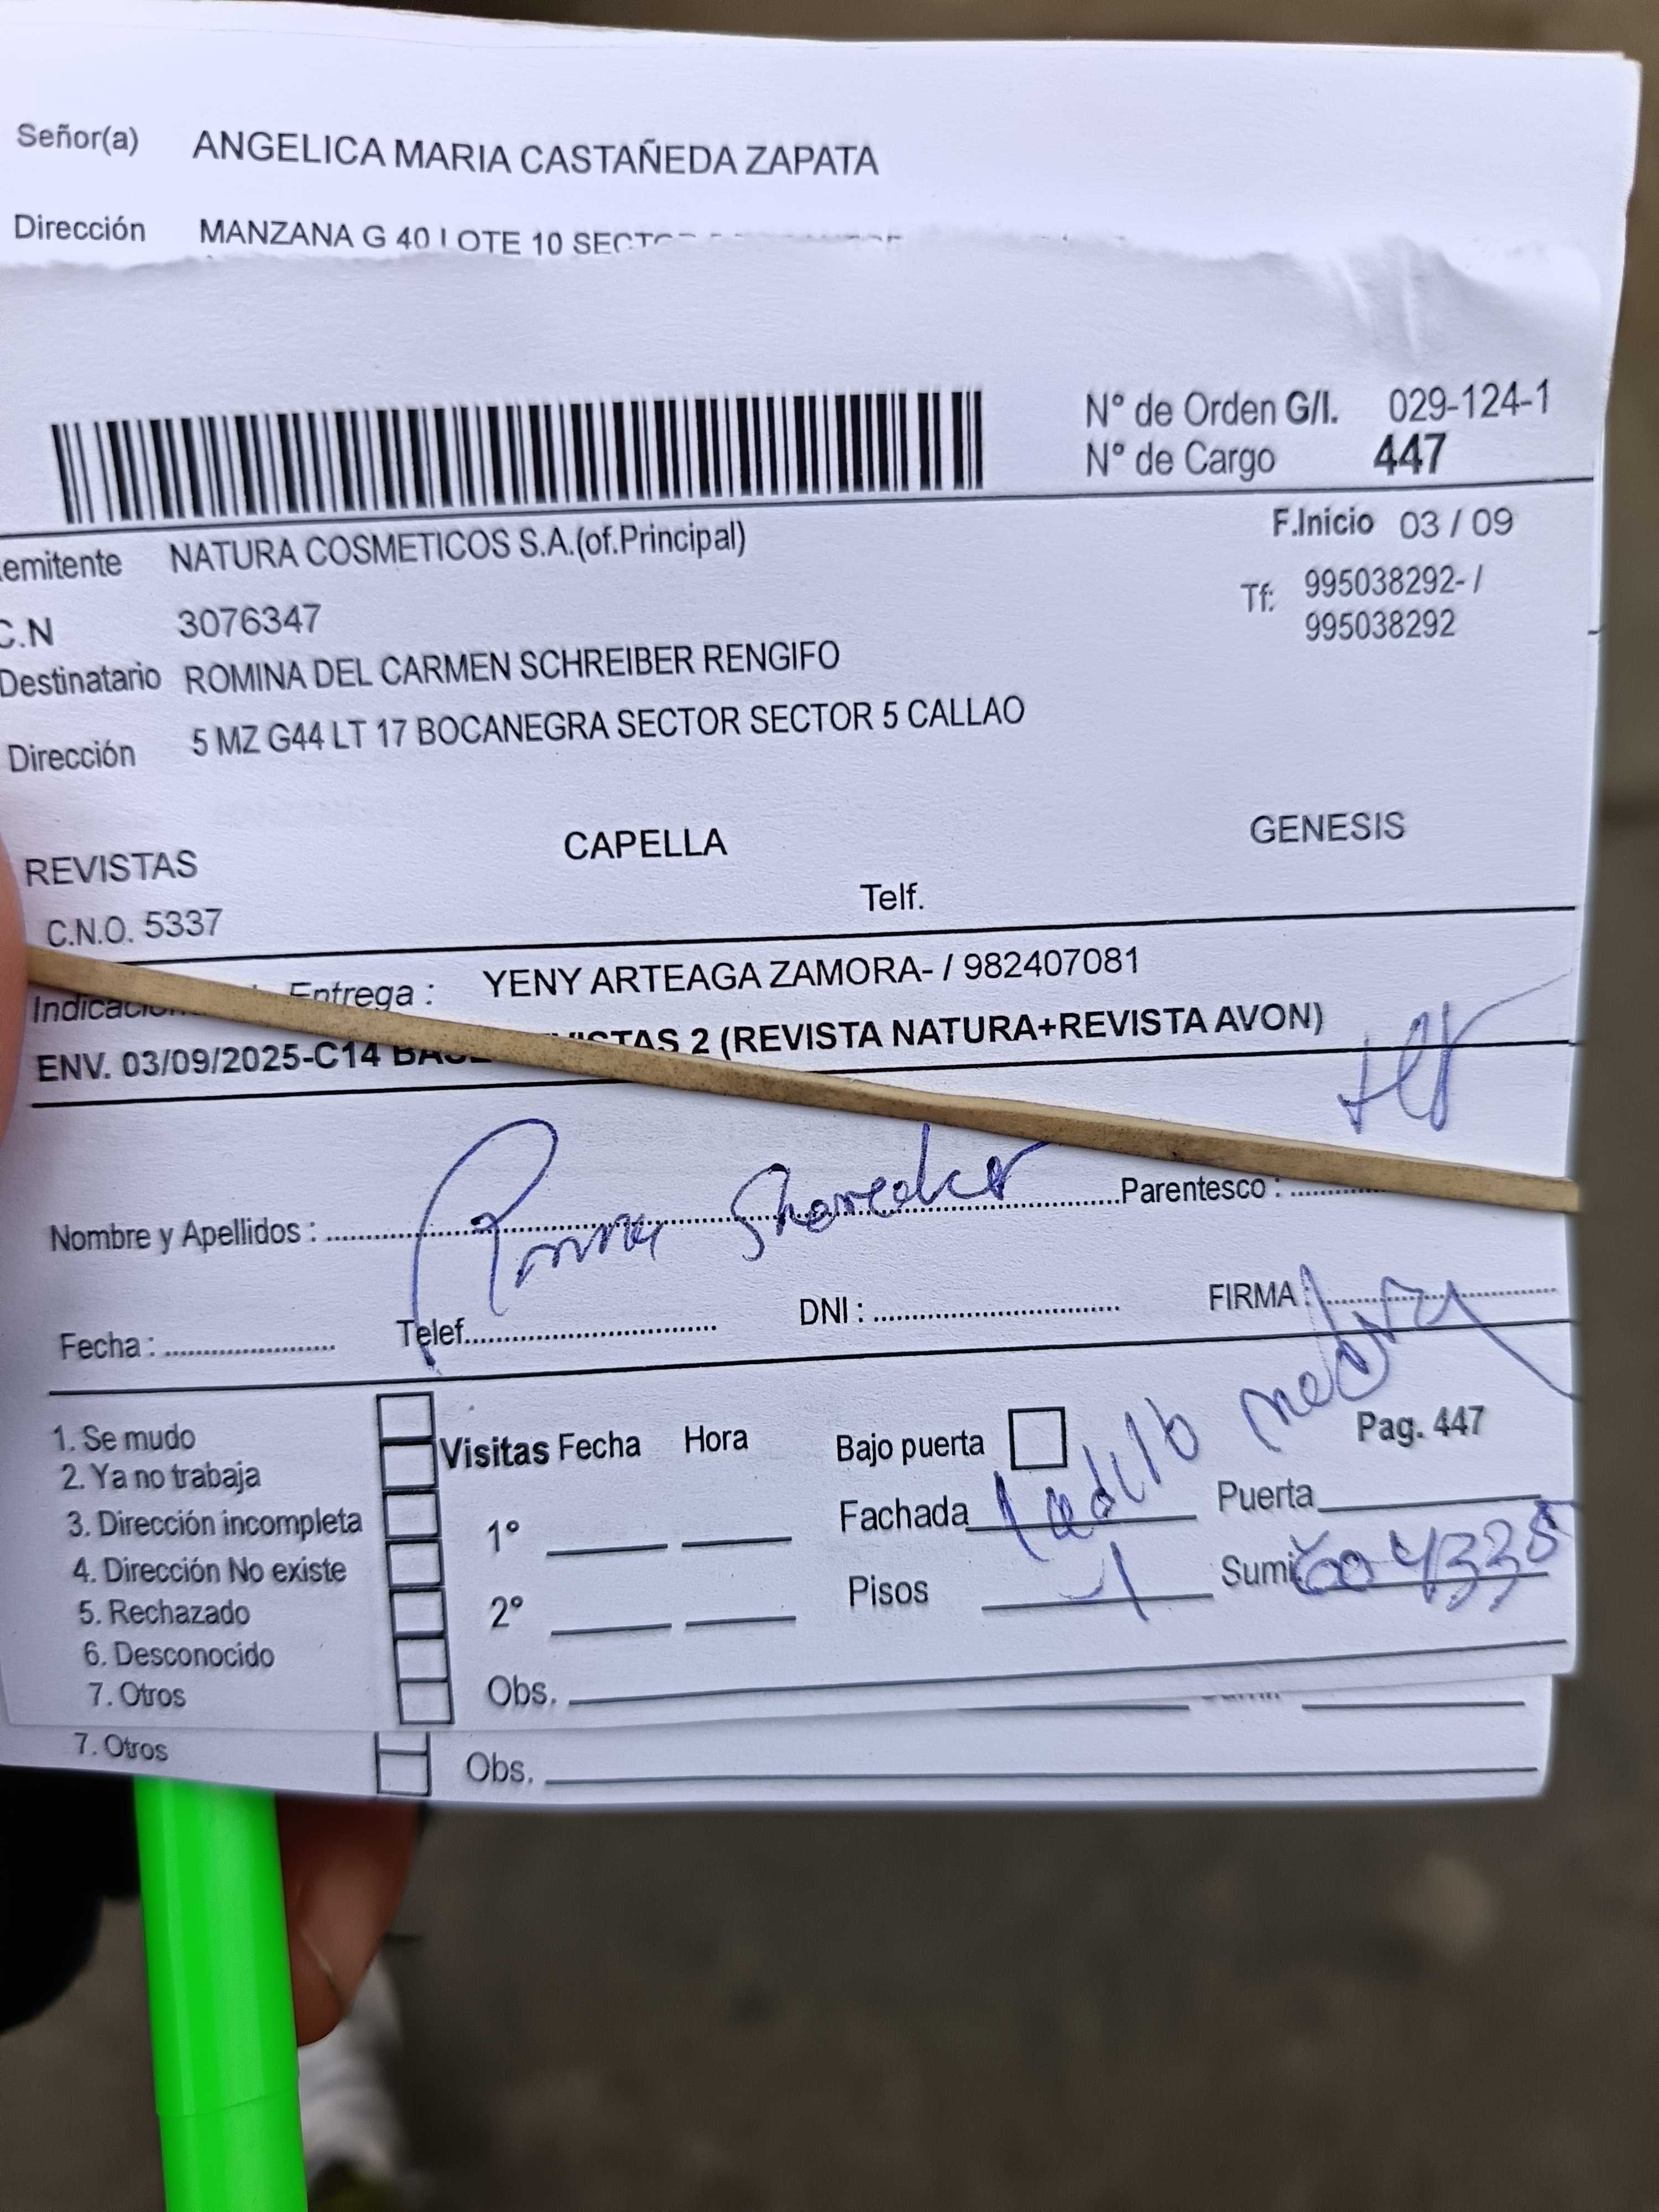 Señor(a) ANGELICA MARIA CASTAÑEDA ZAPATA
Dirección MANZANA G 40 LOTE 10
N° de Orden G/I. 029-124-1
N° de Cargo 447
emitente NATURA COSMETICOS S.A.(of.Principal) F.Inicio 03 / 09
C.N 3076347 Tf: 995038292- /
995038292
Destinatario ROMINA DEL CARMEN SCHREIBER RENGIFO
Dirección 5 MZ G44 LT 17 BOCANEGRA SECTOR SECTOR 5 CALLAO
REVISTAS CAPELLA GENESIS
C.N.O. 5337 Telf.
Entrega : YENY ARTEAGA ZAMORA- / 982407081
ENV. 03/09/2025-C14 2 (REVISTA NATURA+REVISTA AVON)
Nombre y Apellidos : Parentesco :
Fecha : Telef. DNI : FIRMA :
1. Se mudo
2. Ya no trabaja
3. Dirección incompleta
4. Dirección No existe
5. Rechazado
6. Desconocido
7. Otros
Visitas Fecha Hora
1°
2°
Obs.
Bajo puerta Pag. 447
Fachada ladrillo Puerta
Pisos 1
7. Otros Obs.